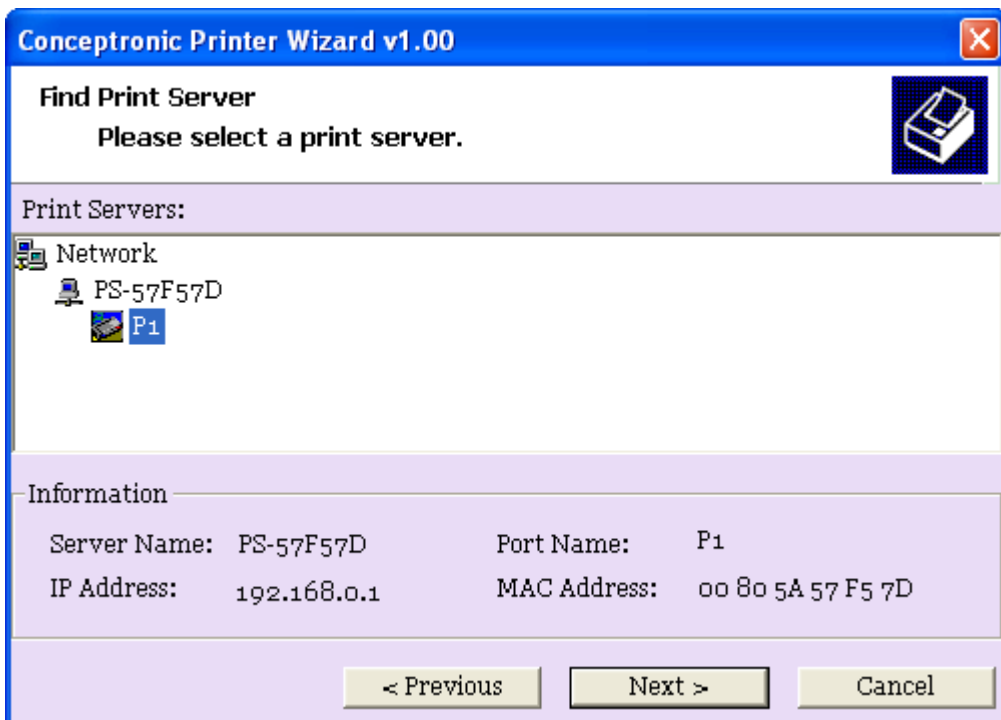 Conceptronic Printer Wizard v1.00
Find Print Server
Please select a print server.
Print Servers:
Network
PS-57F57D
P1
Information
Server Name: PS-57F57D Port Name: P1
IP Address: 192.168.0.1 MAC Address: 00 80 5A 57 F5 7D
< Previous Next > Cancel